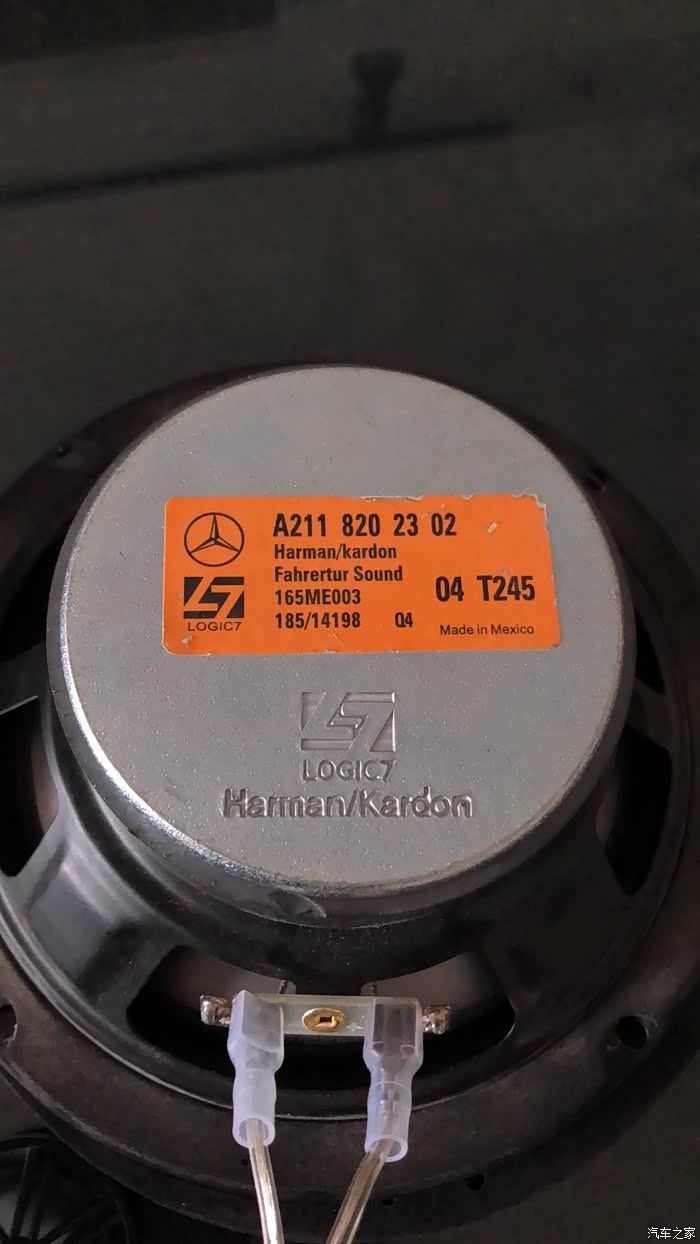 A211 820 23 02
Harman/kardon
Fahrertur Sound
165ME003
04 T245
185/14198 Q4
Made in Mexico
LOGIC7
LOGIC7
Harman/Kardon
汽车之家